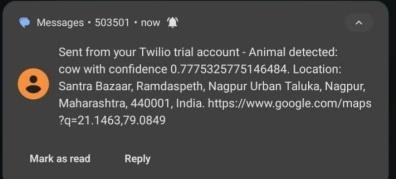 Messages • 503501 • now
Sent from your Twilio trial account - Animal detected:
cow with confidence 0.7775325775146484. Location:
Santra Bazaar, Ramdaspeth, Nagpur Urban Taluka, Nagpur,
Maharashtra, 440001, India. https://www.google.com/maps
?q=21.1463,79.0849
Mark as read Reply